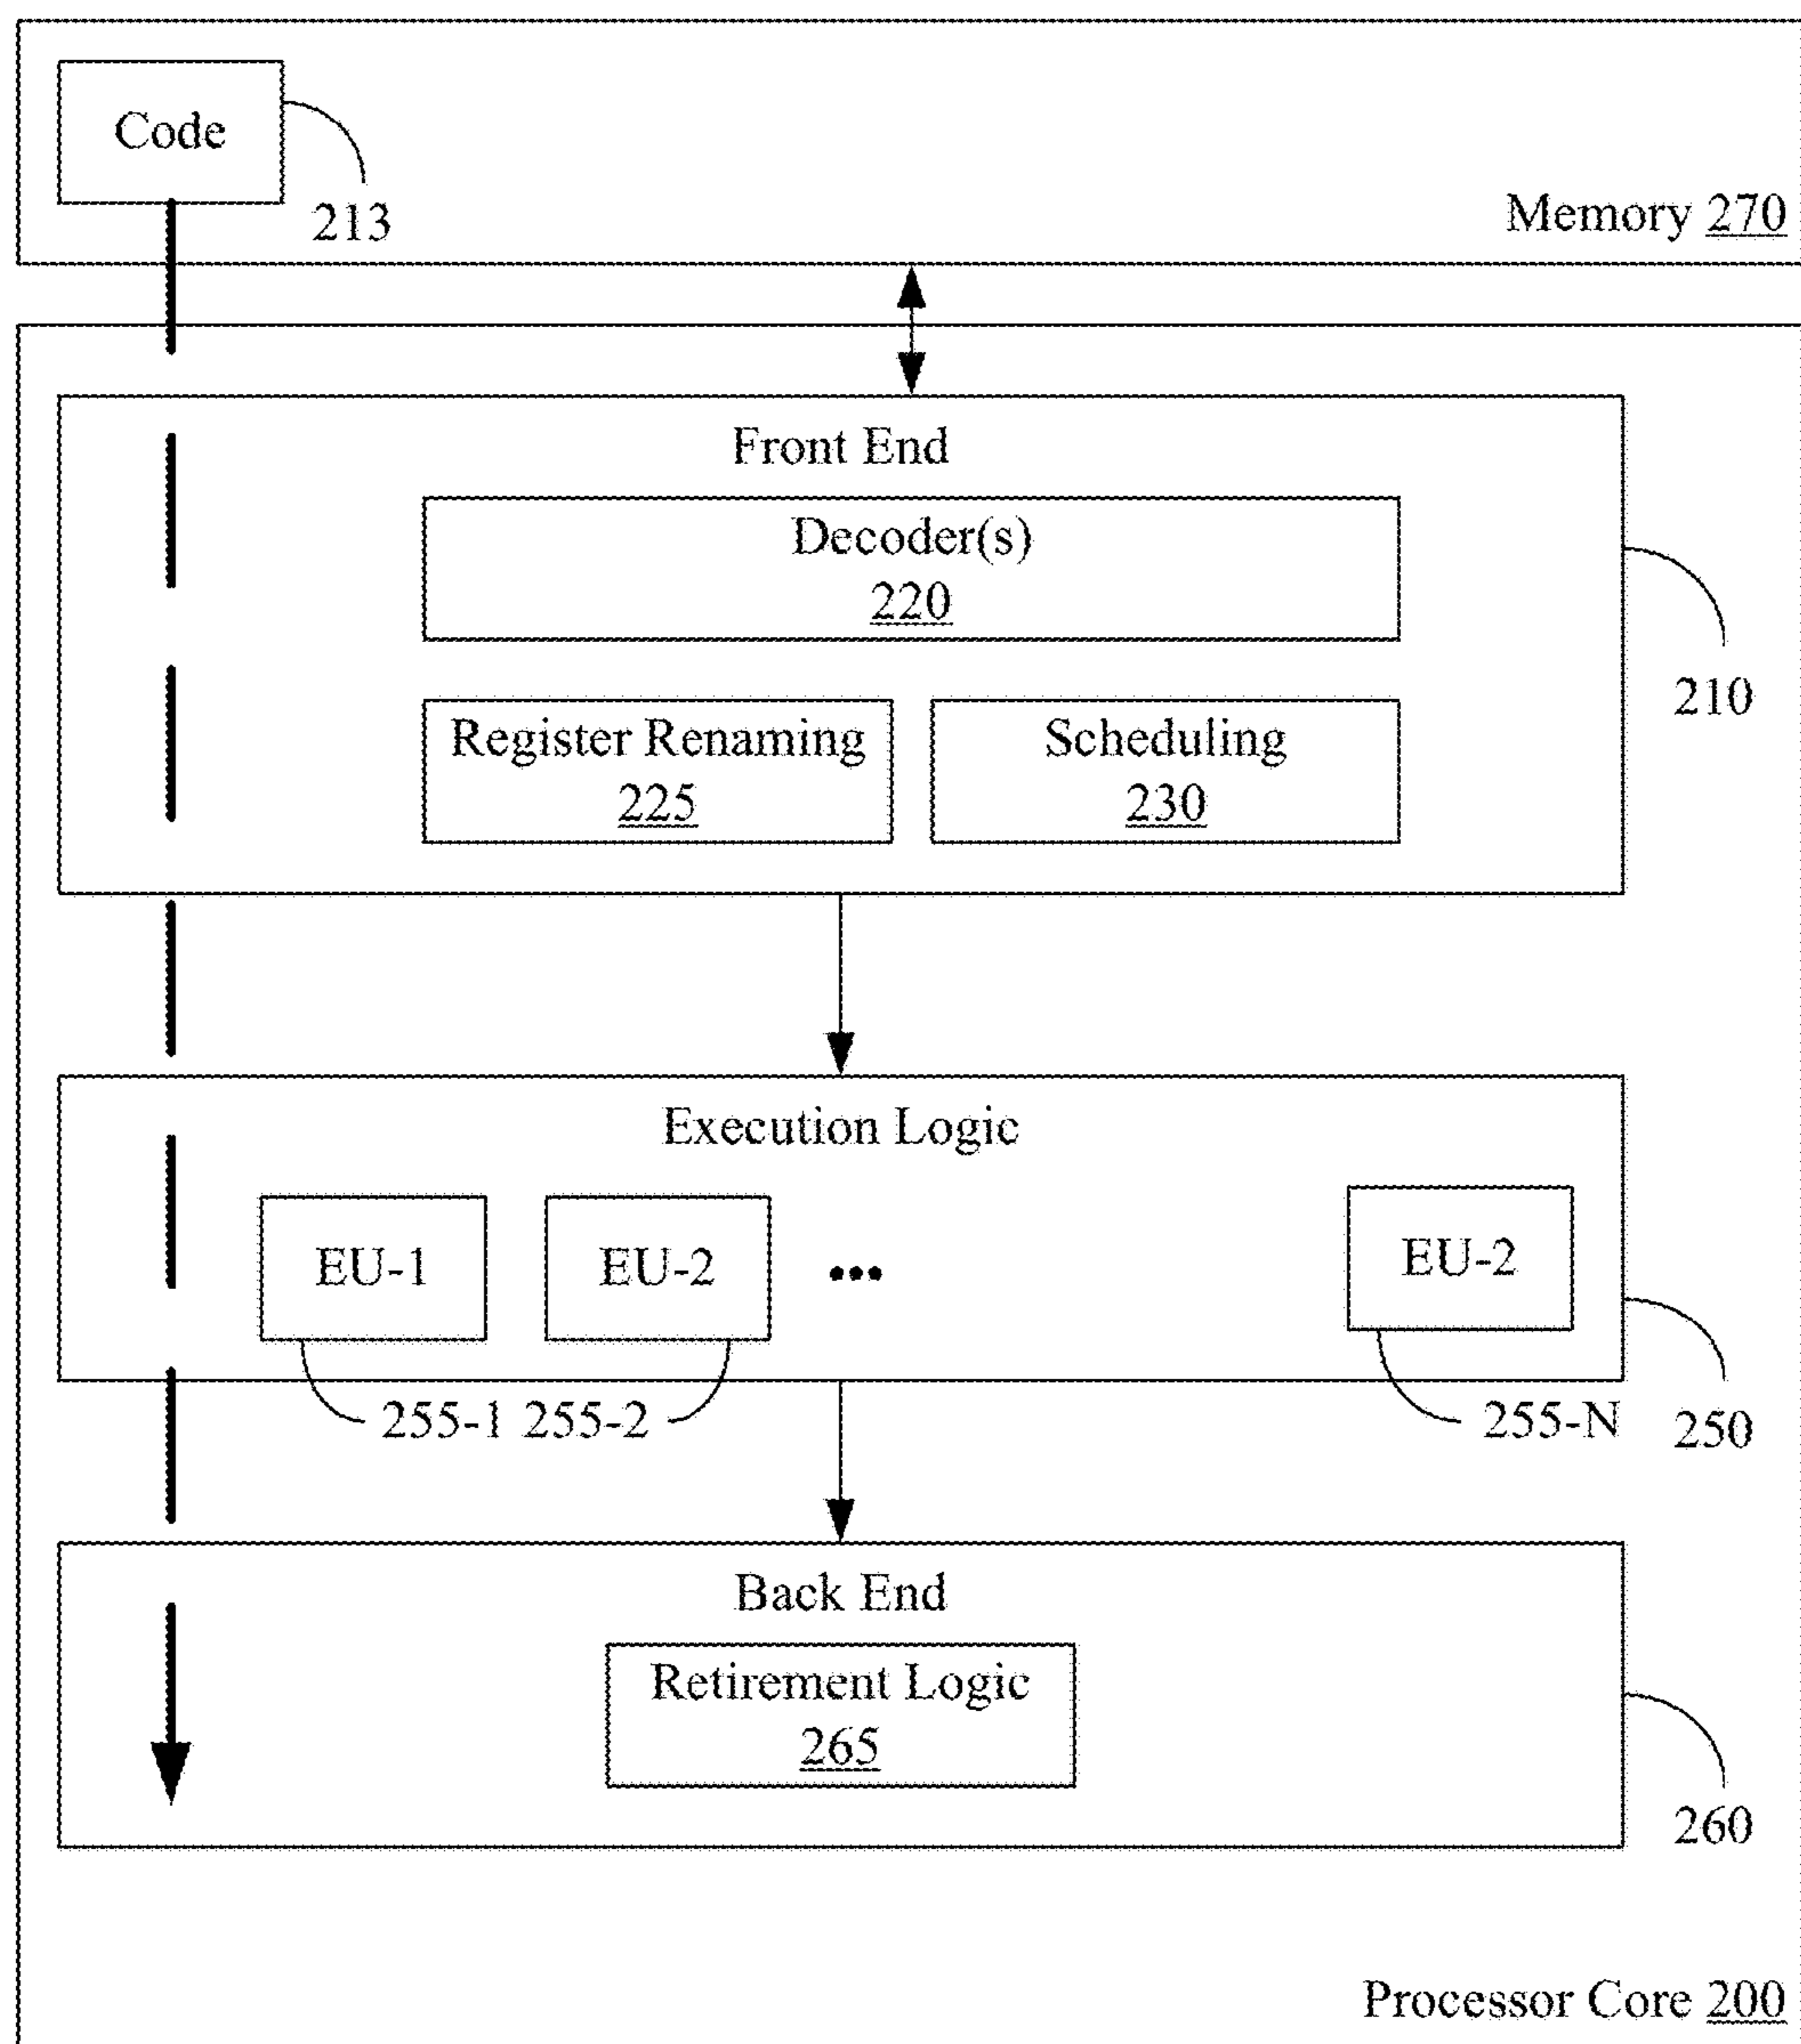 Code
213
Memory 270
Front End
Decoder(s)
220
210
Register Renaming
225
Scheduling
230
Execution Logic
EU-1
EU-2
•••
EU-2
255-1 255-2
255-N
250
Back End
Retirement Logic
265
260
Processor Core 200